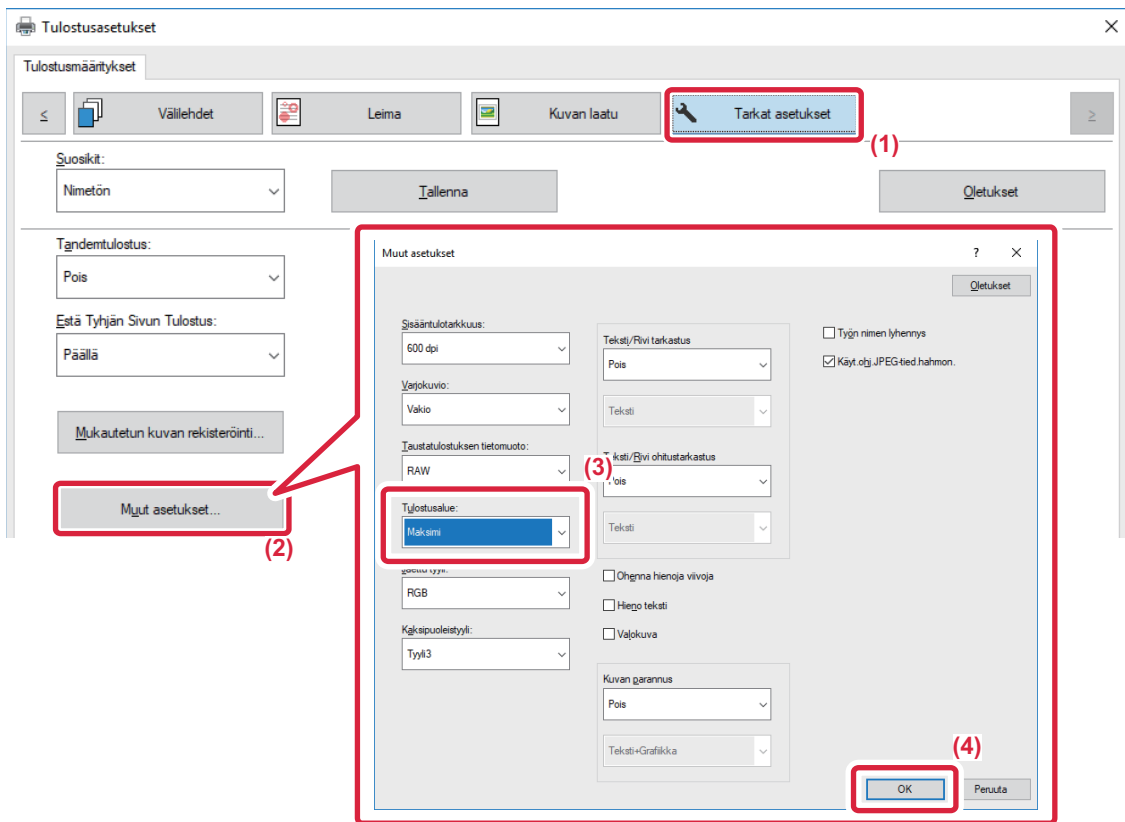 Tulostusasetukset
Tulostusmääritykset
≤
Välilehdet
Leima
Kuvan laatu
Tarkat asetukset
≥
(1)
Suosikit:
Nimetön
Tallenna
Oletukset
Tandemtulostus:
Pois
Estä Tyhjän Sivun Tulostus:
Päällä
Mukautetun kuvan rekisteröinti...
Muut asetukset...
(2)
Muut asetukset
?
Oletukset
Sisääntulotarkkuus:
600 dpi
Varjokuvio:
Vakio
Taustatulostuksen tietomuoto:
RAW
(3)
Tulostusalue:
Maksimi
RGB
Kaksipuoleistyyli:
Tyyli3
Teksti/Rivi tarkastus
Pois
Teksti
Teksti/Rivi ohitustarkastus
Pois
Teksti
Ohenna hienoja viivoja
Hieno teksti
Valokuva
Kuvan parannus
Pois
Teksti+Grafiikka
Työn nimen lyhennys
Käyt.ohj.JPEG-tied.hahmon.
(4)
OK
Peruuta